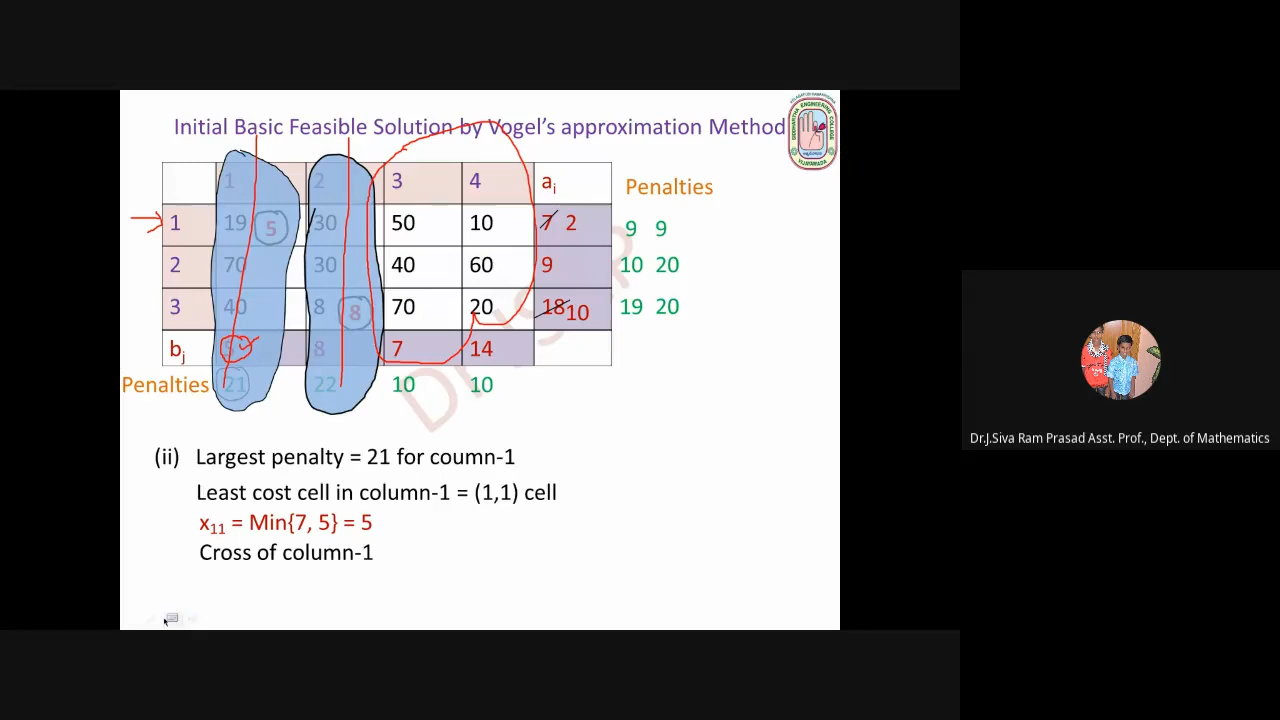 Initial Basic Feasible Solution by Vogel's approximation Method
1 2 3 4 ai Penalties
1 19 5 30 50 10 7 2 9 9
2 70 30 40 60 9 10 20
3 40 8 8 70 20 18 10 19 20
bj 5 8 7 14
Penalties 21 22 10 10
(ii) Largest penalty = 21 for coumn-1
Least cost cell in column-1 = (1,1) cell
x11 = Min{7, 5} = 5
Cross of column-1
Dr.J.Siva Ram Prasad Asst. Prof., Dept. of Mathematics